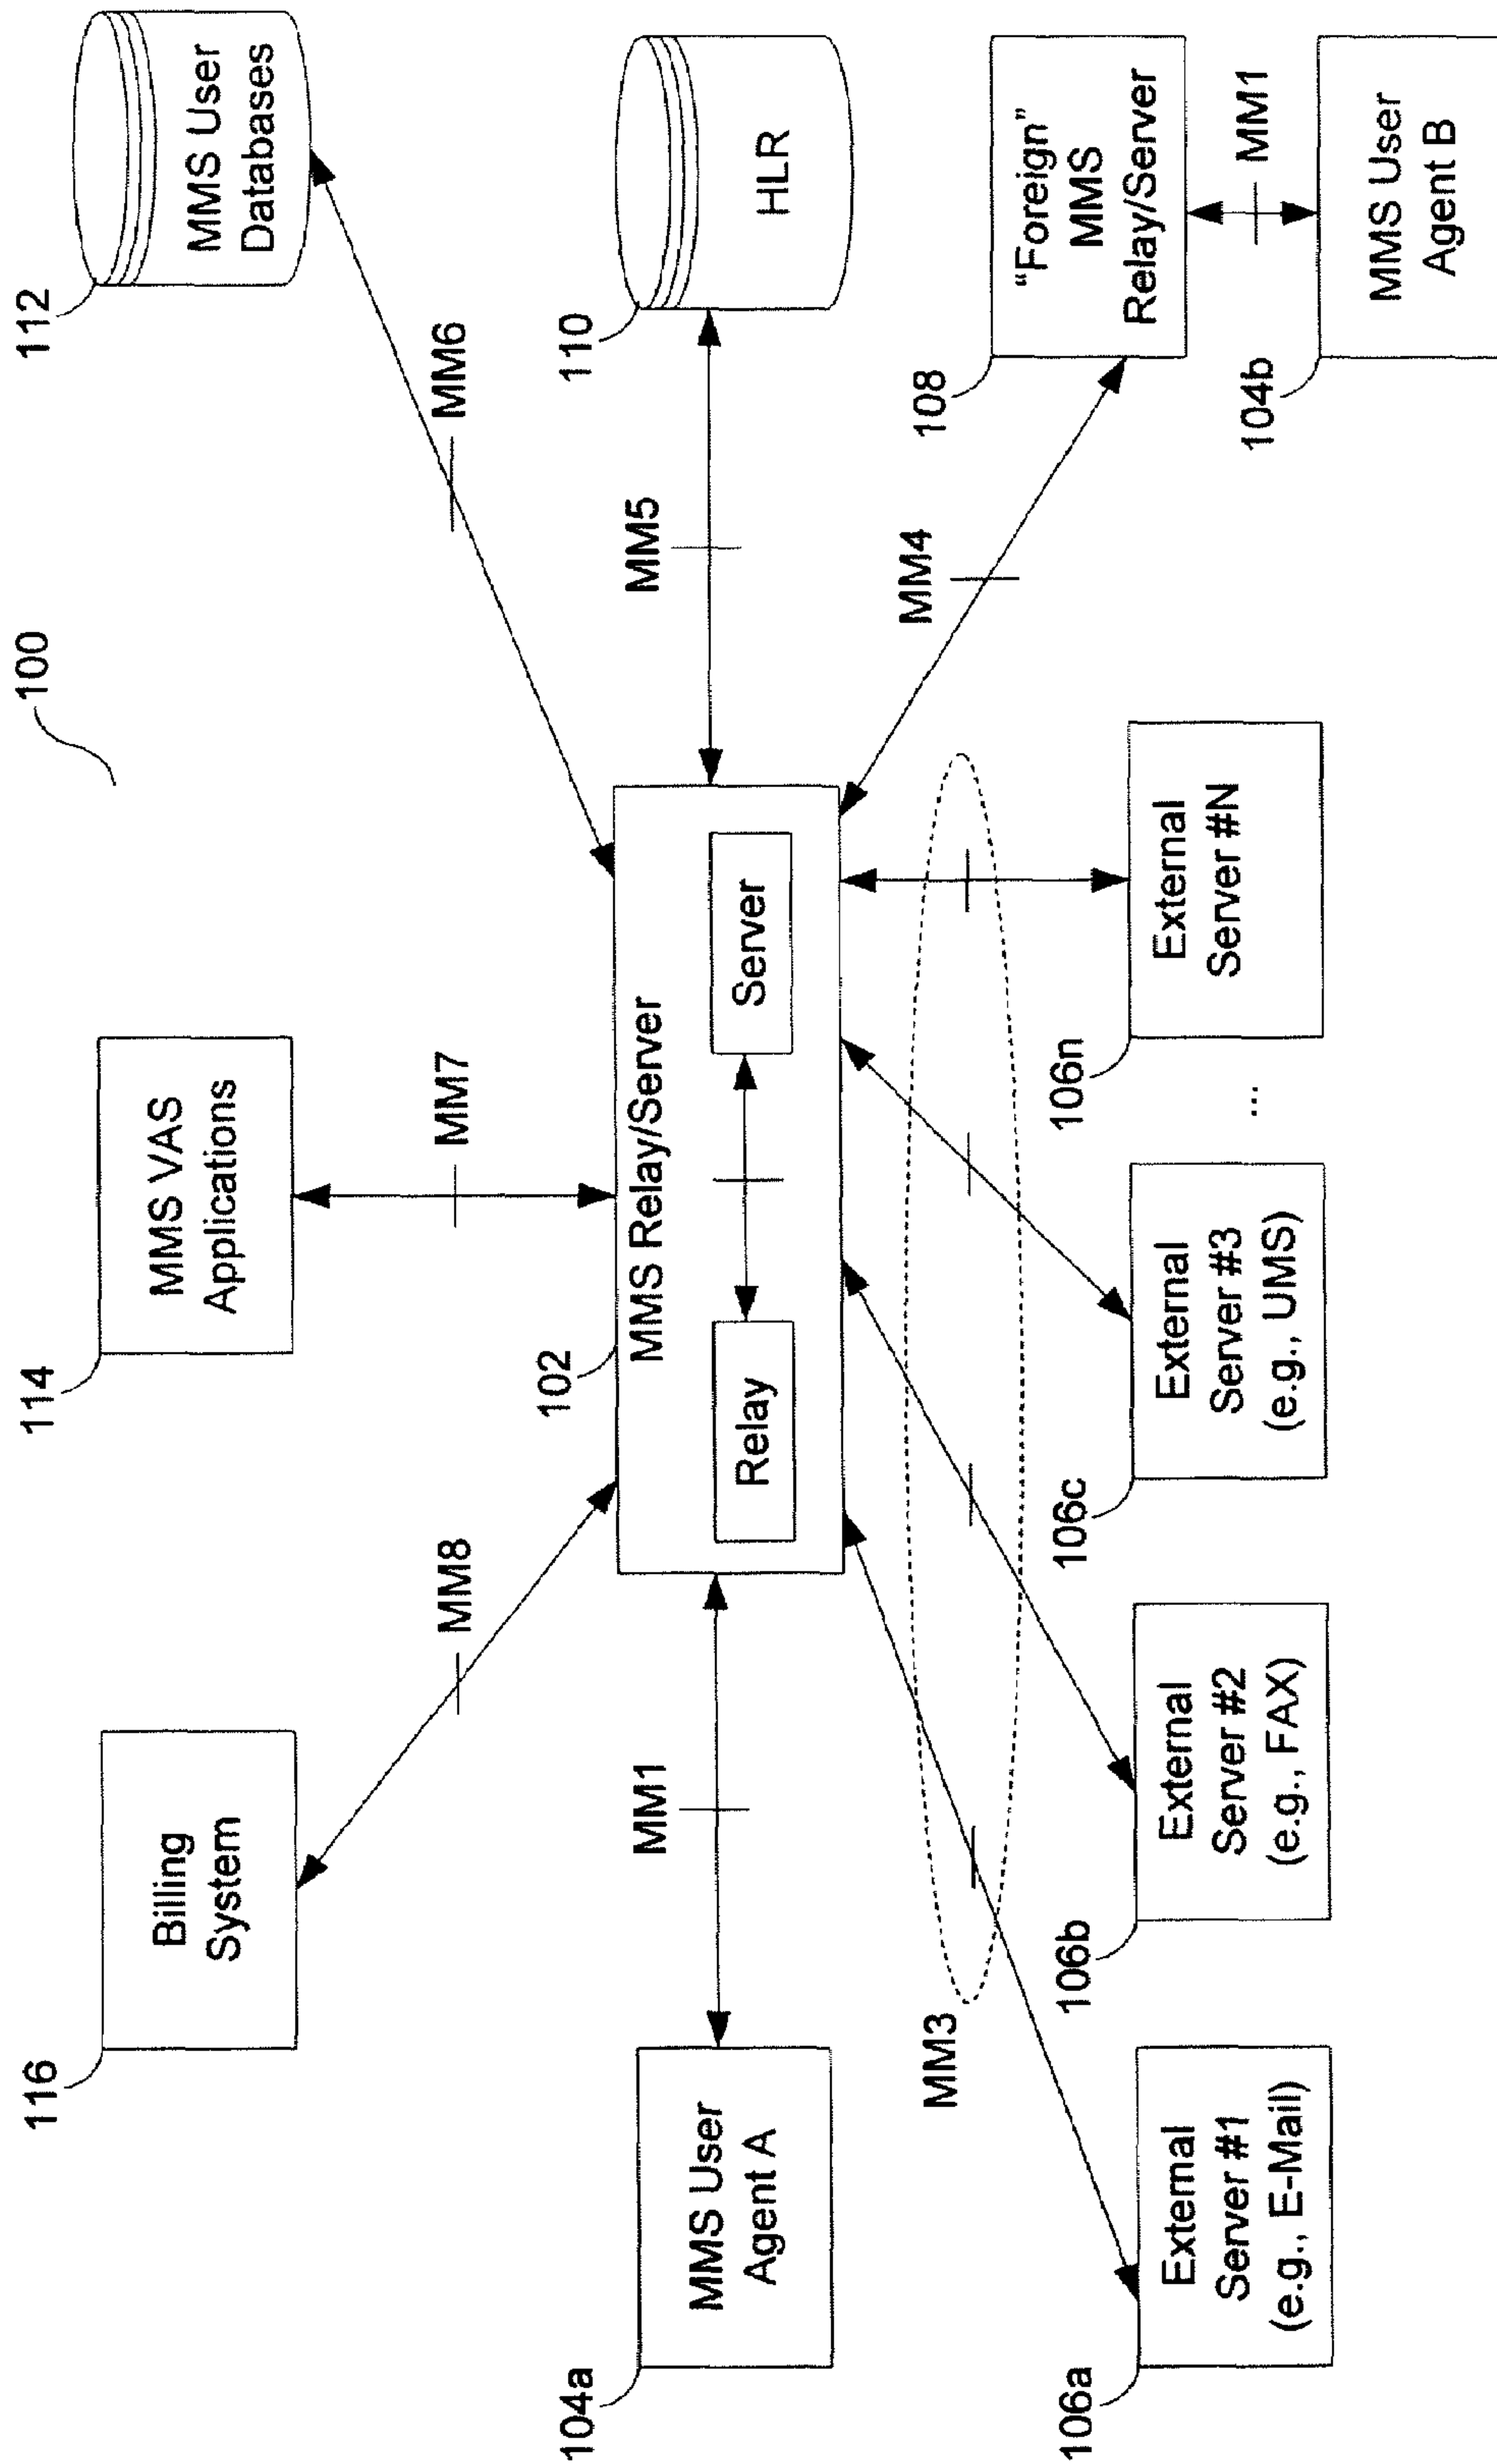 100
116
Billing
System
114
MMS VAS
Applications
112
MMS User
Databases
MM8
MM7
MM6
104a
MMS User
Agent A
MM1
102
MMS Relay/Server
Relay
Server
MM5
110
HLR
MM3
MM4
108
“Foreign”
MMS
Relay/Server
MM1
104b
MMS User
Agent B
106a
External
Server #1
(e.g., E-Mail)
106b
External
Server #2
(e.g., FAX)
106c
External
Server #3
(e.g., UMS)
...
106n
External
Server #N